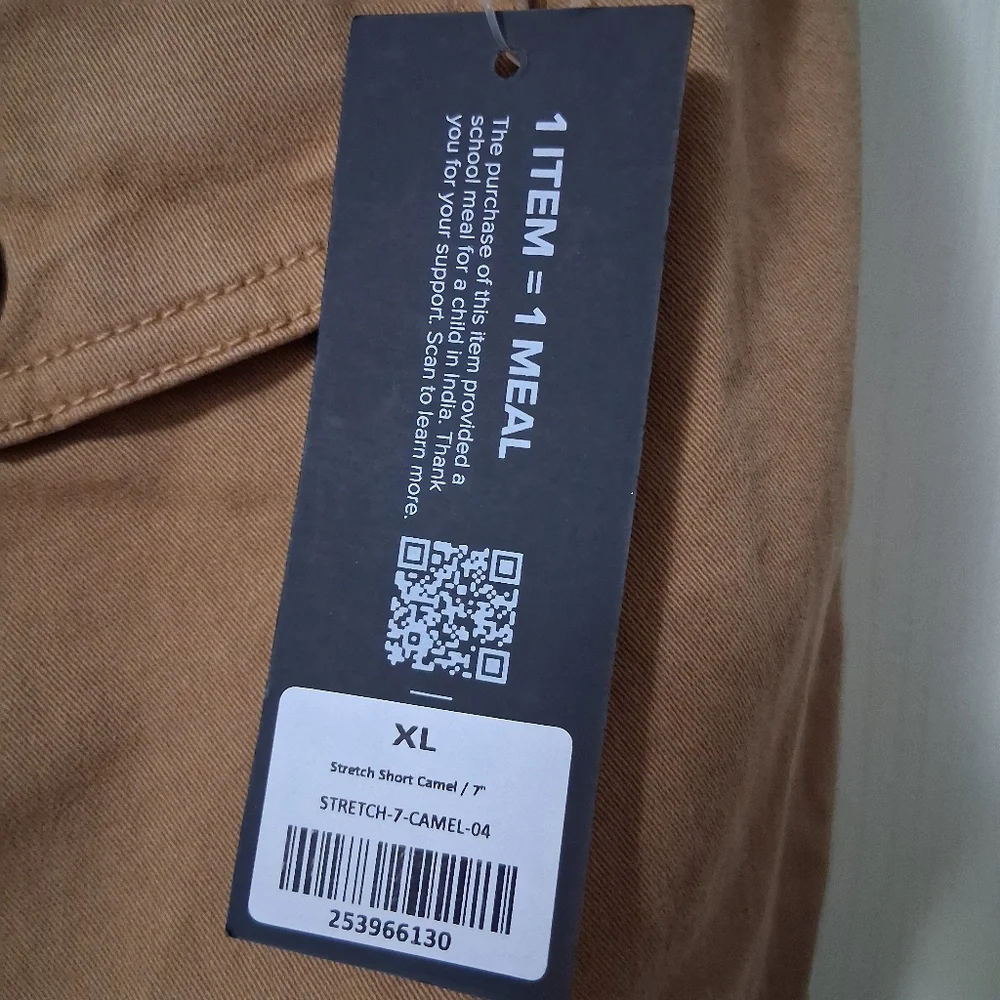 1 ITEM = 1 MEAL
The purchase of this item provided a
school meal for a child in India. Thank
you for your support. Scan to learn more.
XL
Stretch Short Camel / 7"
STRETCH-7-CAMEL-04
253966130